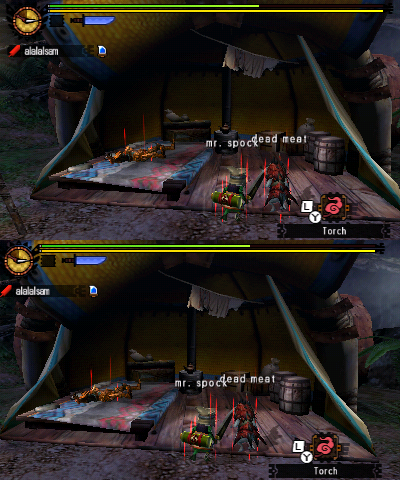 alalalsam
mr. spock
dead meat
L
Y
Torch
alalalsam
mr. spock
dead meat
L
Y
Torch